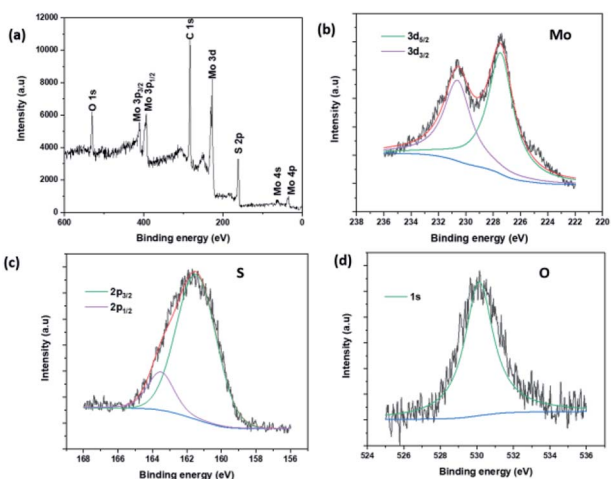 (a)
12000
10000
8000
6000
4000
2000
0
Intensity (a.u)
O 1s
Mo 3p3/2
Mo 3p1/2
C 1s
Mo 3d
S 2p
Mo 4s
Mo 4p
600 400 200 0
Binding energy (eV)
(b)
Mo
3d5/2
3d3/2
Intensity (a.u)
238 236 234 232 230 228 226 224 222 220
Binding energy (eV)
(c)
S
2p3/2
2p1/2
Intensity (a.u)
168 166 164 162 160 158 156
Binding energy (eV)
(d)
O
1s
Intensity (a.u)
524 526 528 530 532 534 536
Binding energy (eV)